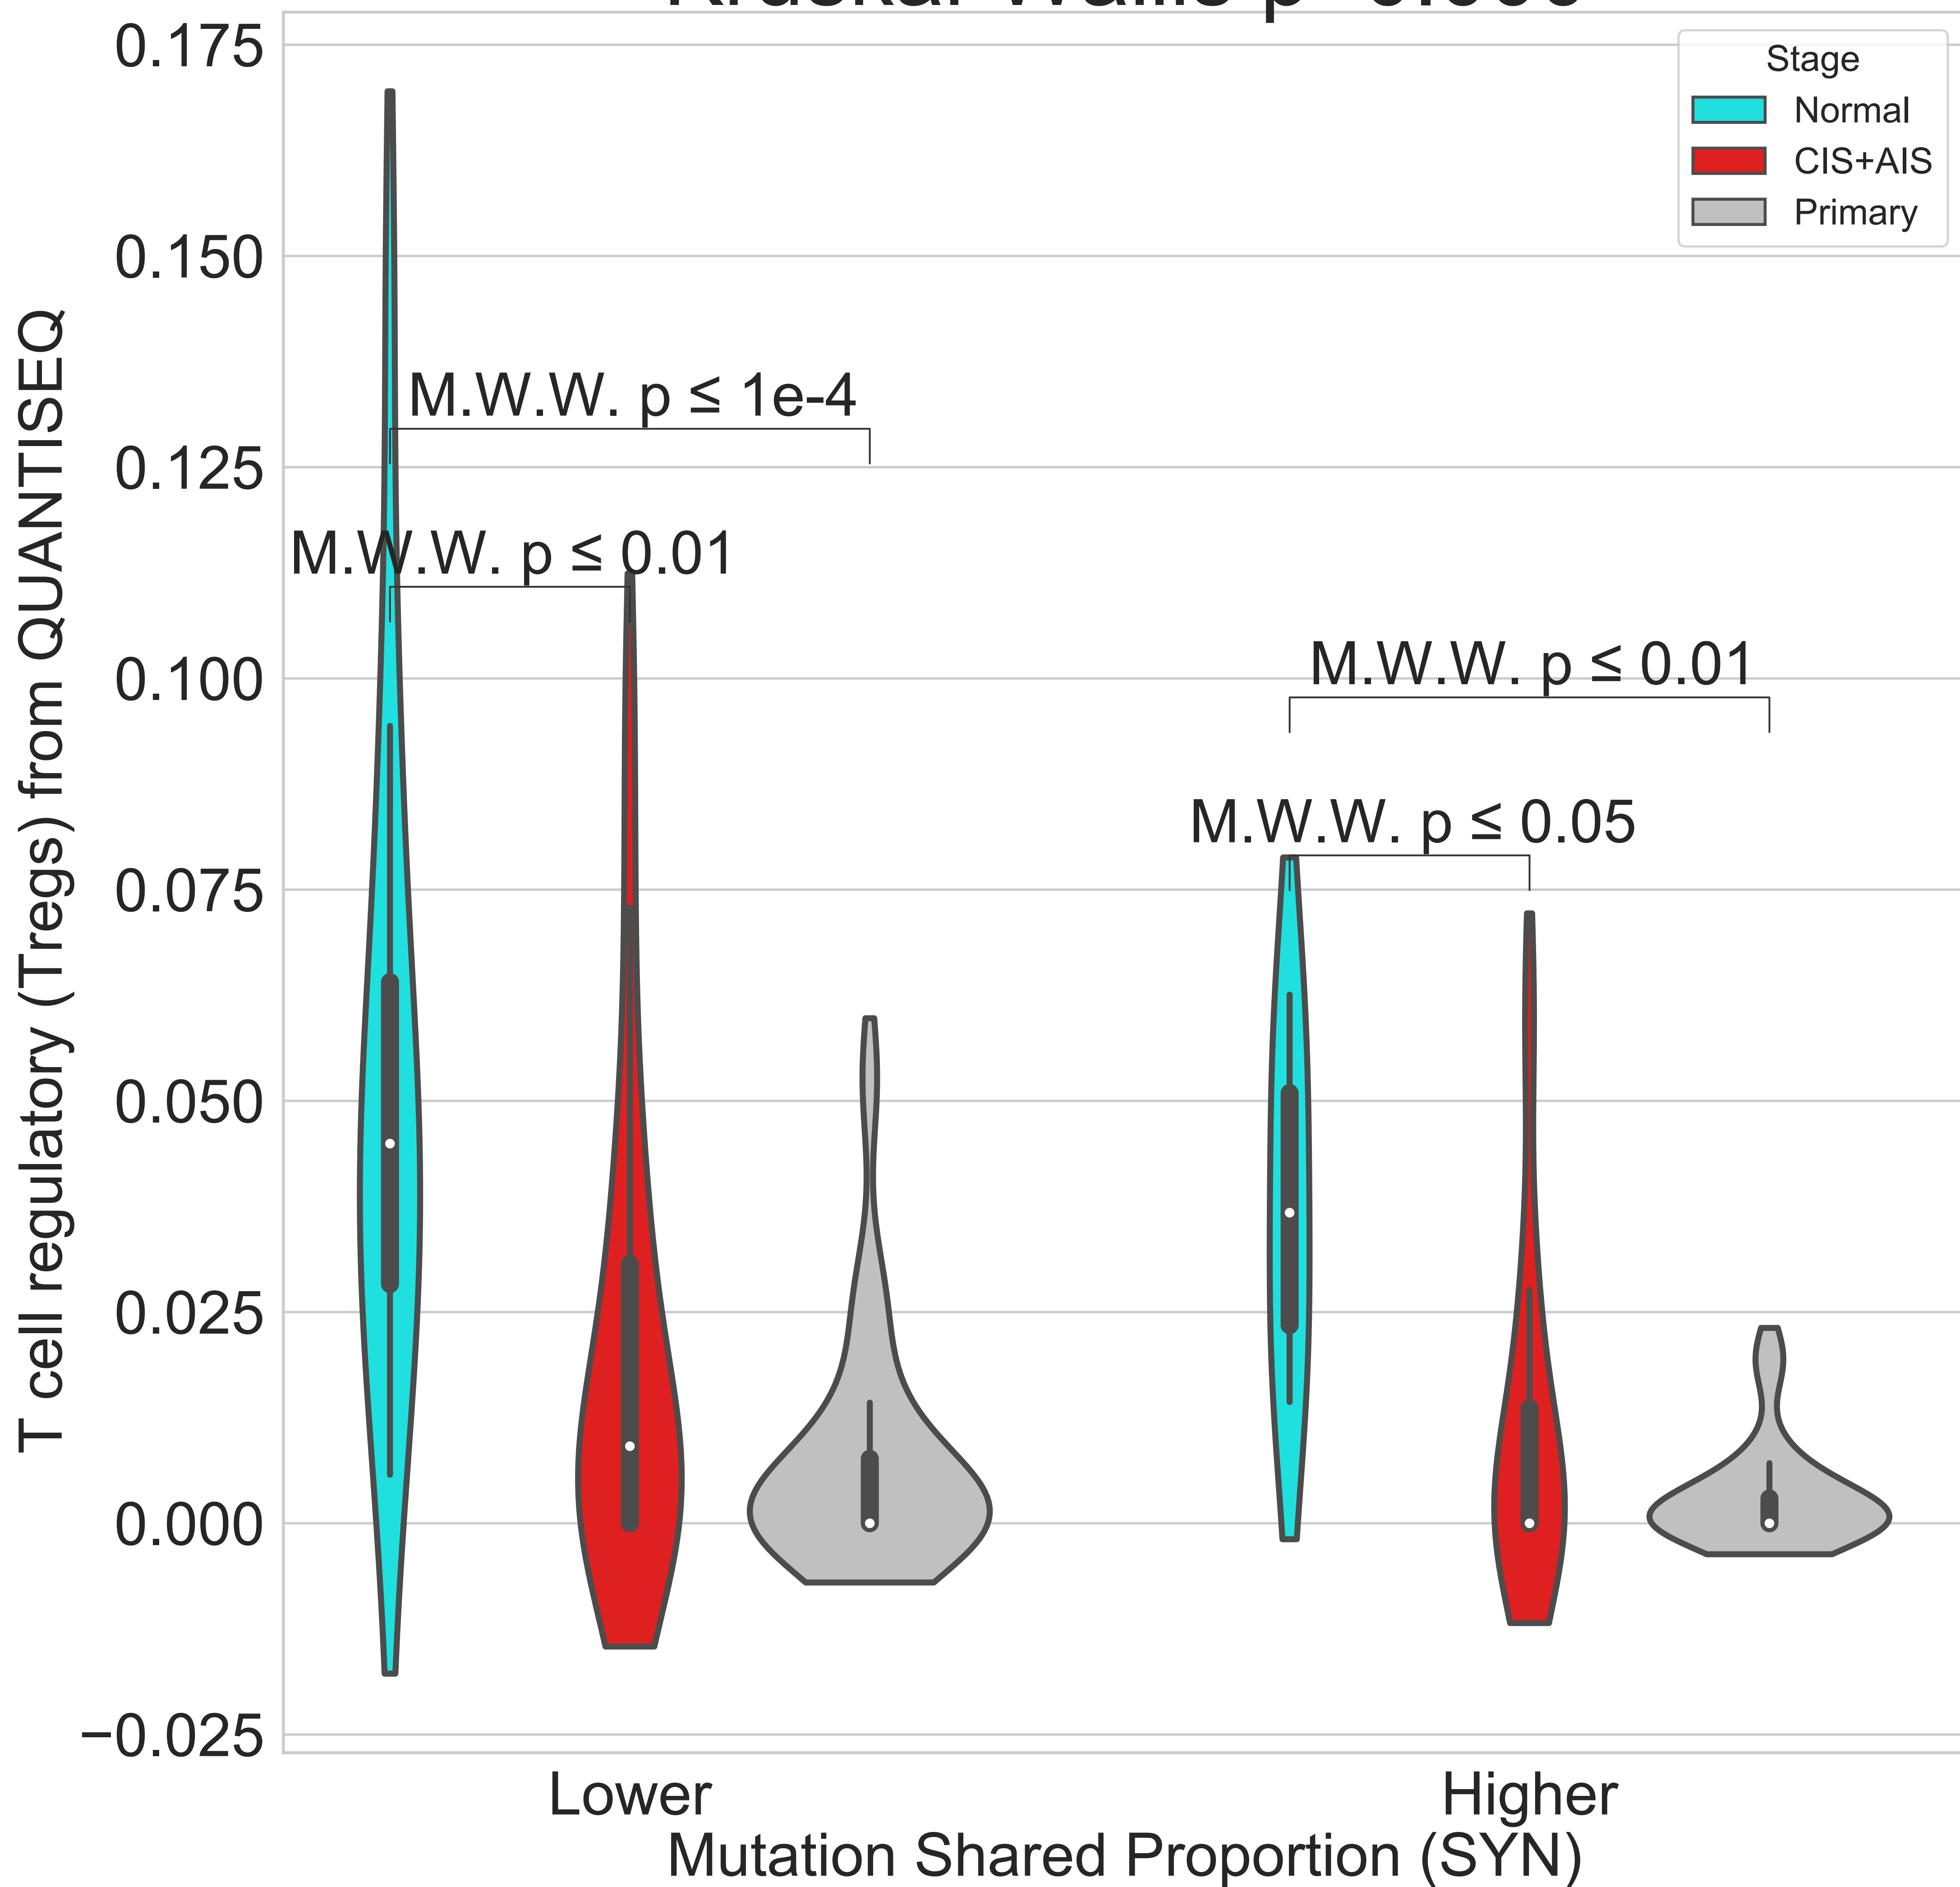 0.175
0.150
0.125
0.100
0.075
0.050
0.025
0.000
−0.025
T cell regulatory (Tregs) from QUANTISEQ
Stage
Normal
CIS+AIS
Primary
M.W.W. p ≤ 1e-4
M.W.W. p ≤ 0.01
M.W.W. p ≤ 0.01
M.W.W. p ≤ 0.05
Lower
Higher
Mutation Shared Proportion (SYN)